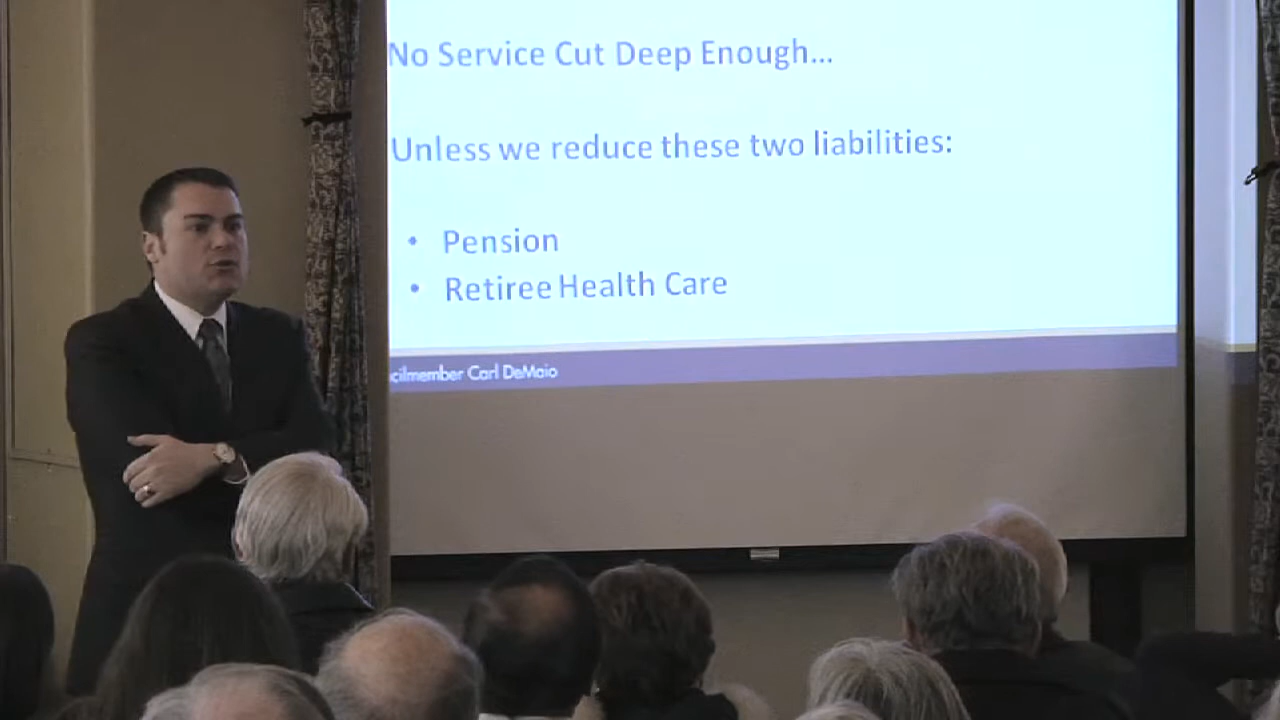 No Service Cut Deep Enough...
Unless we reduce these two liabilities:
• Pension
• Retiree Health Care
cilmember Carl DeMaio